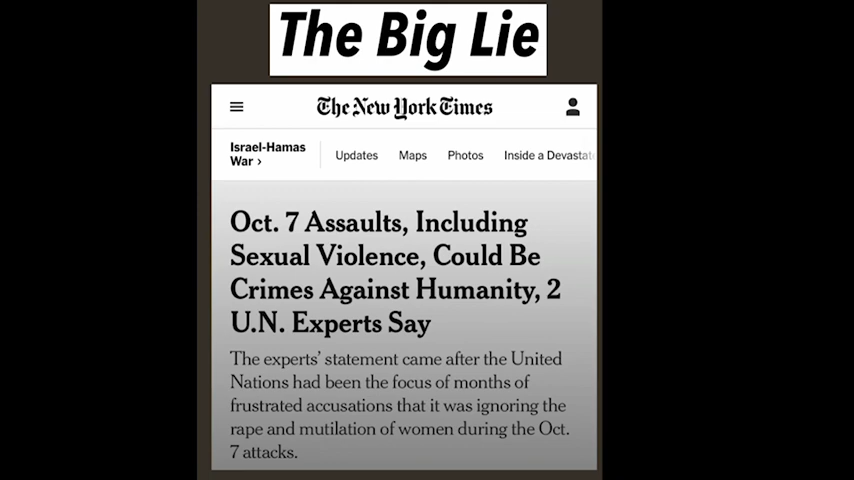 The Big Lie
The New York Times
Israel-Hamas
War ›
Updates Maps Photos Inside a Devastat
Oct. 7 Assaults, Including
Sexual Violence, Could Be
Crimes Against Humanity, 2
U.N. Experts Say
The experts’ statement came after the United
Nations had been the focus of months of
frustrated accusations that it was ignoring the
rape and mutilation of women during the Oct.
7 attacks.